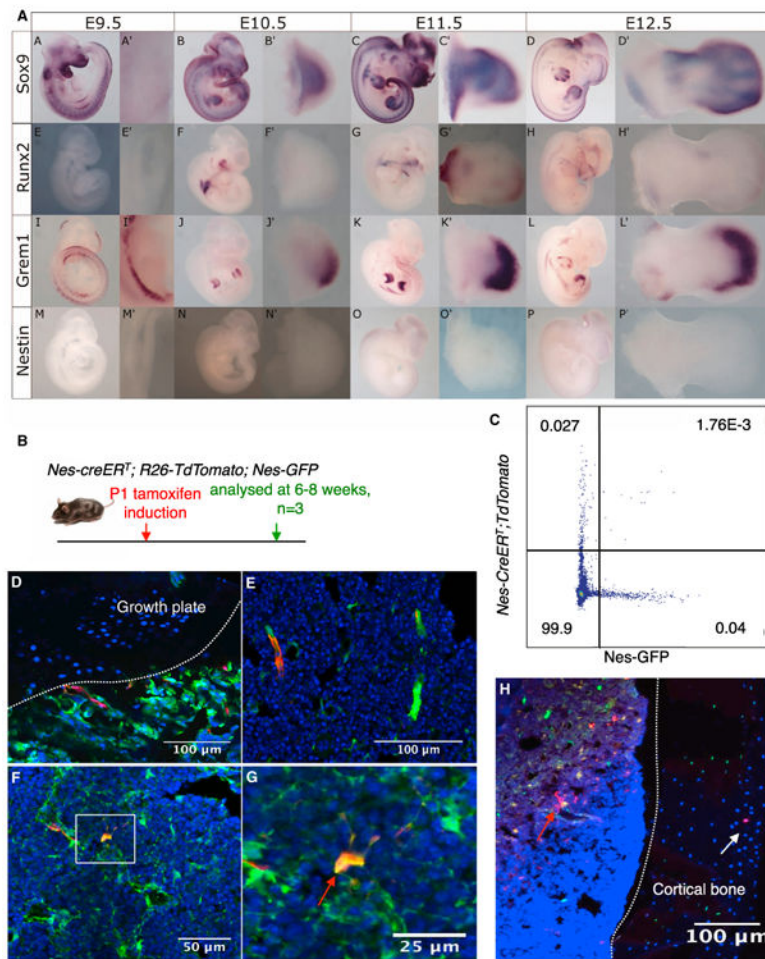 A
E9.5 E10.5 E11.5 E12.5
Sox9
A A' B B' C C' D D'
Runx2
E E' F F' G G' H H'
Grem1
I I' J J' K K' L L'
Nestin
M M' N N' O O' P P'
B
Nes-creERᵀ; R26-TdTomato; Nes-GFP
P1 tamoxifen
induction
analysed at 6-8 weeks,
n=3
C
0.027 1.76E-3
Nes-CreERᵀ;TdTomato
99.9 0.04
Nes-GFP
D
Growth plate
100 μm
E
100 μm
F
50 μm
G
25 μm
H
Cortical bone
100 μm